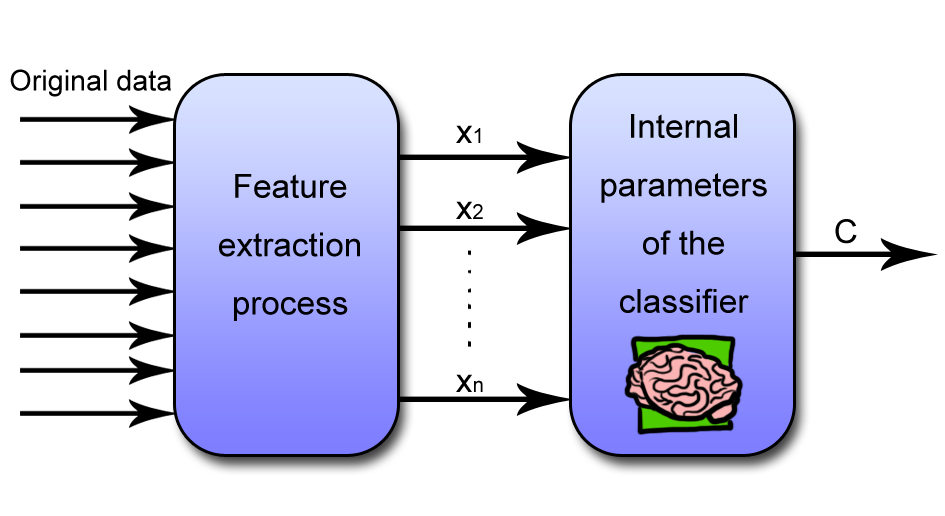 Original data
Feature
extraction
process
x1
x2
xn
Internal
parameters
of the
classifier
C